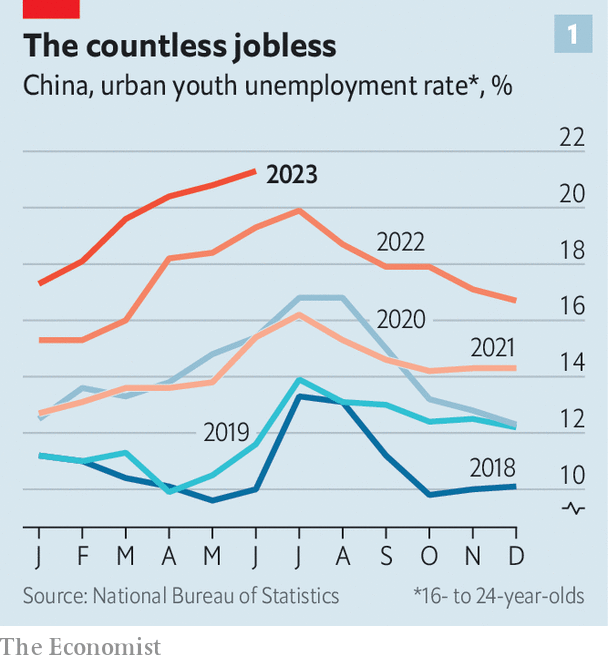 The countless jobless
1
China, urban youth unemployment rate*, %
22
2023
20
2022
18
2020
16
2021
14
2019
12
2018
10
J F M A M J J A S O N D
Source: National Bureau of Statistics
*16- to 24-year-olds
The Economist